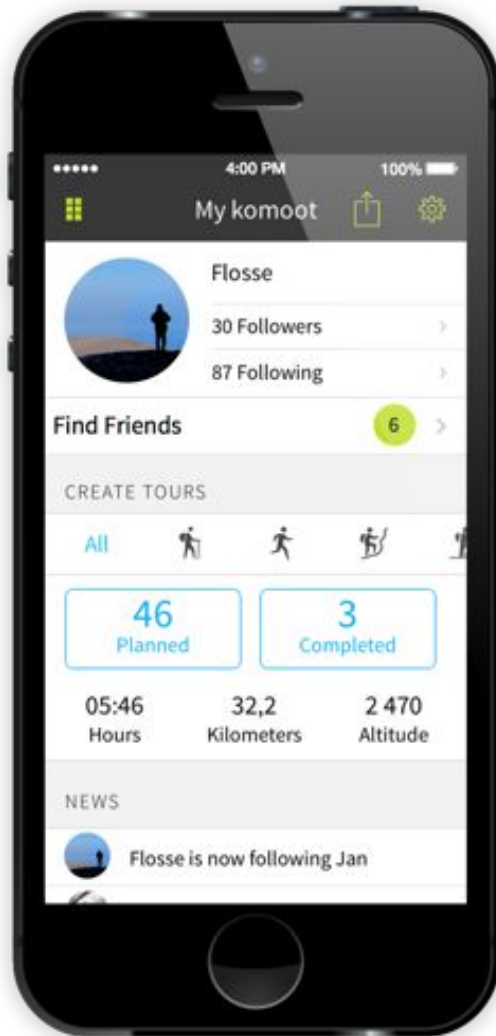 4:00 PM 100%
My komoot
Flosse
30 Followers
87 Following
Find Friends 6
CREATE TOURS
All
46 3
Planned Completed
05:46 32,2 2 470
Hours Kilometers Altitude
NEWS
Flosse is now following Jan